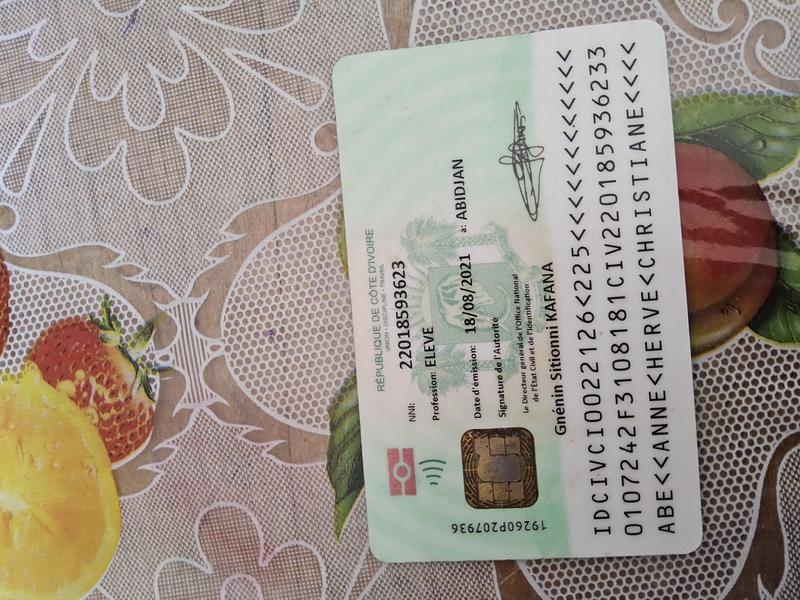 RÉPUBLIQUE DE CÔTE D'IVOIRE
UNION - DISCIPLINE - TRAVAIL
NNI: 22018593623
Profession: ELEVE
Date d'émission: 18/08/2021 à: ABIDJAN
Signature de l'Autorité
Le Directeur général de l'Office National
de l'État Civil et de l'Identification
Gnénin Sitionni KAFANA
19260P207936
IDCIVCI0022126<225<<<<<<<<<<<<
0107242F3108181CIV220185936233
ABE<<ANNE<HERVE<CHRISTIANE<<<<